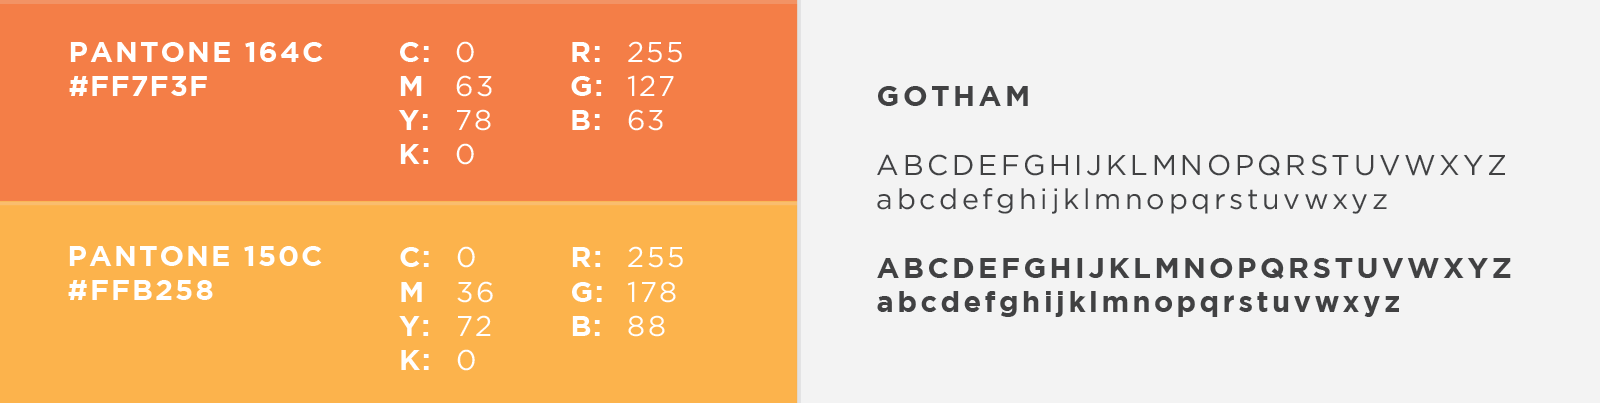 PANTONE 164C
#FF7F3F
C: 0
M 63
Y: 78
K: 0
R: 255
G: 127
B: 63
PANTONE 150C
#FFB258
C: 0
M 36
Y: 72
K: 0
R: 255
G: 178
B: 88
GOTHAM
ABCDEFGHIJKLMNOPQRSTUVWXYZ
abcdefghijklmnopqrstuvwxyz
ABCDEFGHIJKLMNOPQRSTUVWXYZ
abcdefghijklmnopqrstuvwxyz